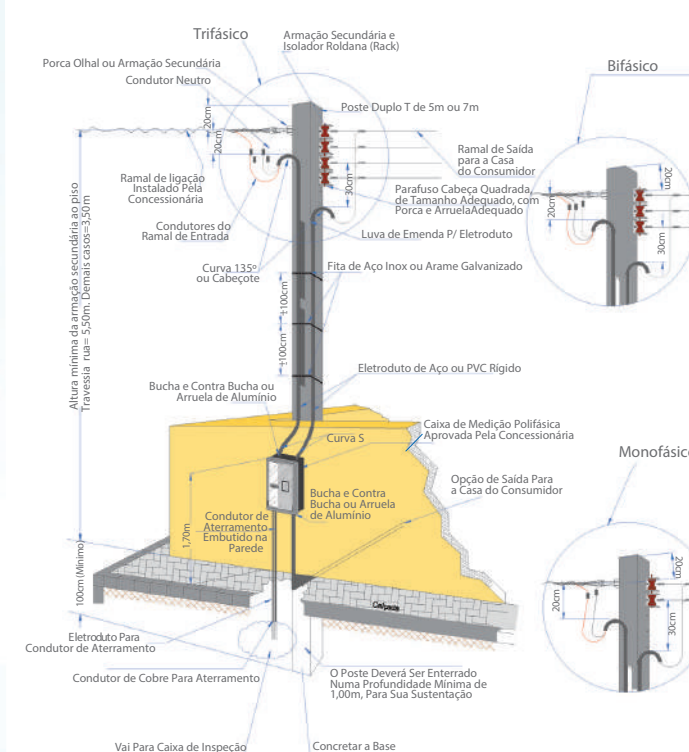 Trifásico
Armação Secundária e
Isolador Roldana (Rack)
Porca Olhal ou Armação Secundária
Condutor Neutro
Bifásico
Poste Duplo T de 5m ou 7m
20cm
20cm
Ramal de Saída
para a Casa
do Consumidor
Ramal de ligação
Instalado Pela
Concessionária
30cm
Parafuso Cabeça Quadrada,
de Tamanho Adequado, com
Porca e ArruelaAdequado
20cm
20cm
30cm
Condutores do
Ramal de Entrada
Luva de Emenda P/ Eletroduto
Curva 135º
ou Cabeçote
Fita de Aço Inox ou Arame Galvanizado
Altura mínima da armação secundária ao piso
Travessia rua= 5,50m. Demais casos=3,50m
±100cm
±100cm
Eletroduto de Aço ou PVC Rígido
Bucha e Contra Bucha ou
Arruela de Alumínio
Curva S
Caixa de Medição Polifásica
Aprovada Pela Concessionária
Monofásico
Opção de Saída Para
a Casa do Consumidor
Bucha e Contra
Bucha ou Arruela
de Alumínio
Condutor de
Aterramento
Embutido na
Parede
1,70m
100cm (Mínimo)
20cm
20cm
30cm
Calçada
Eletroduto Para
Condutor de Aterramento
Condutor de Cobre Para Aterramento
O Poste Deverá Ser Enterrado
Numa Profundidade Mínima de
1,00m, Para Sua Sustentação
Vai Para Caixa de Inspeção
Concretar a Base